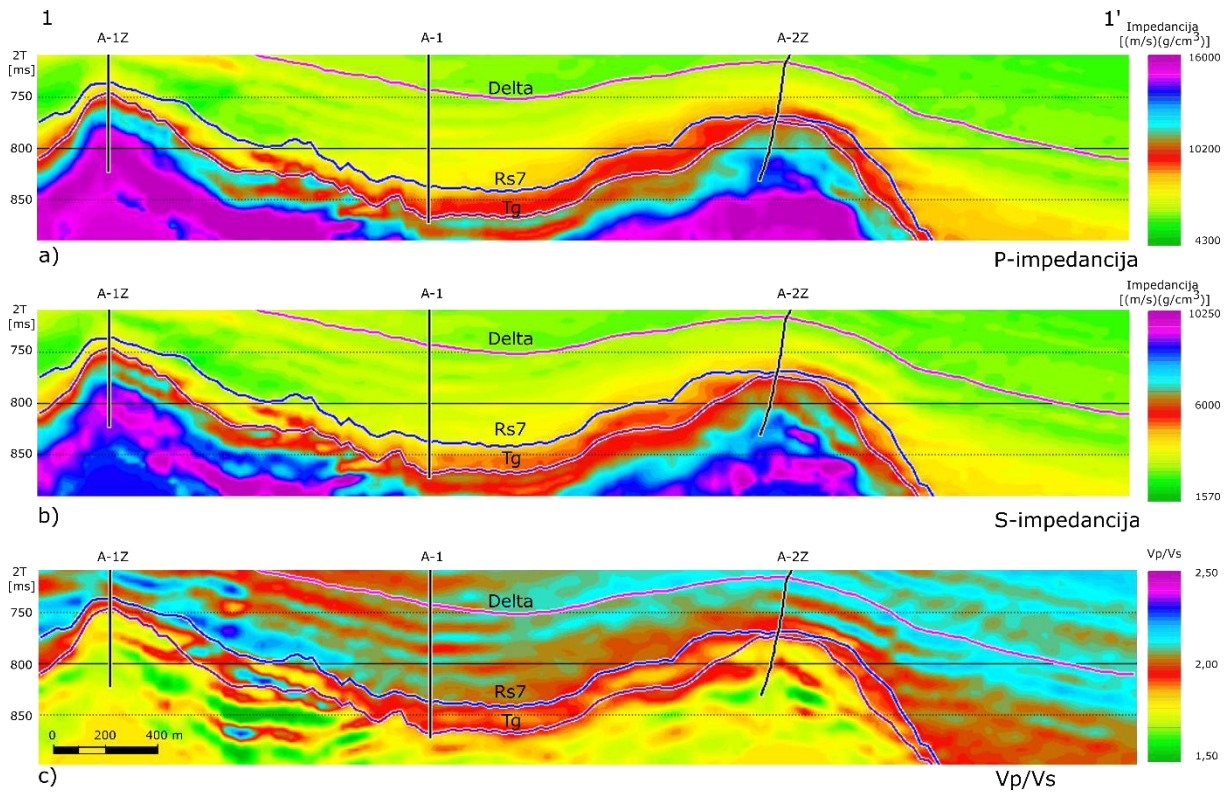 1
1'
A-1Z
A-1
A-2Z
Impedancija
[(m/s)(g/cm³)]
2T
[ms]
16000
Delta
750
800
10200
Rs7
Tg
850
4300
a)
P-impedancija
A-1Z
A-1
A-2Z
Impedancija
[(m/s)(g/cm³)]
2T
[ms]
10250
Delta
750
800
6000
Rs7
Tg
850
1570
b)
S-impedancija
A-1Z
A-1
A-2Z
Vp/Vs
2T
[ms]
2,50
Delta
750
800
2,00
Rs7
Tg
850
0 200 400 m
1,50
c)
Vp/Vs